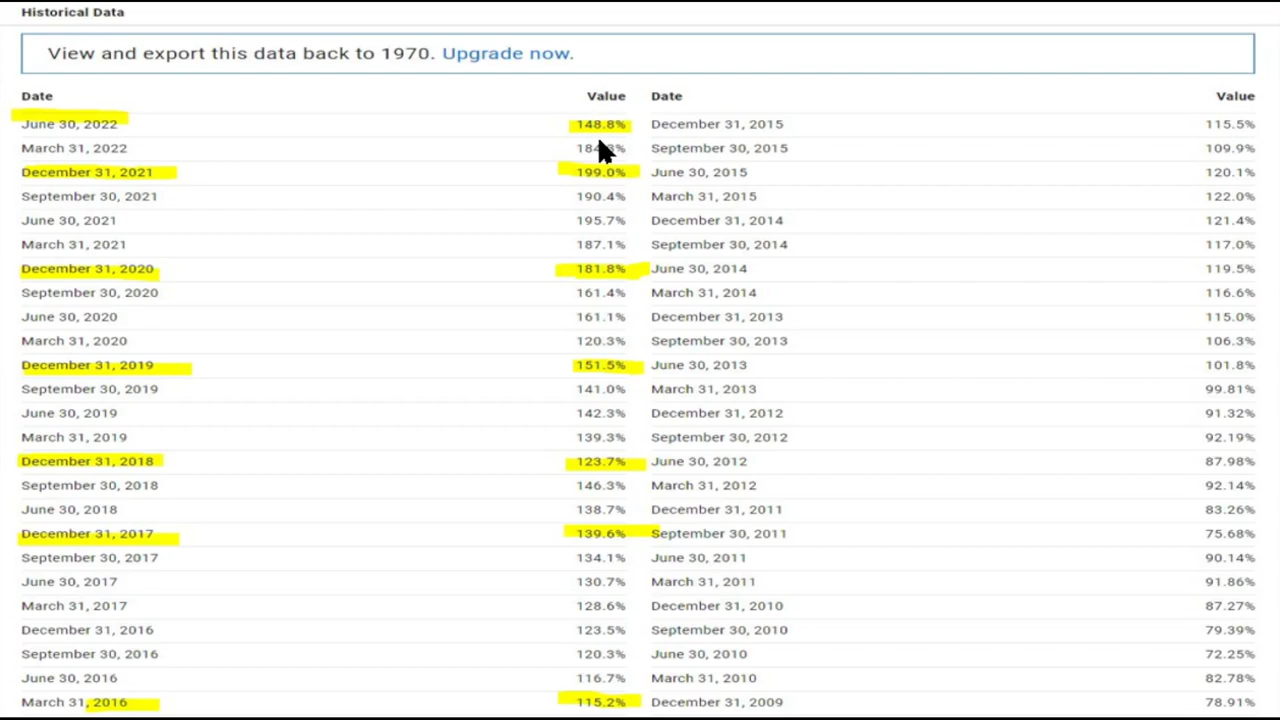 Historical Data
View and export this data back to 1970. Upgrade now.
Date Value Date Value
June 30, 2022 148.8% December 31, 2015 115.5%
March 31, 2022 September 30, 2015 109.9%
December 31, 2021 199.0% June 30, 2015 120.1%
September 30, 2021 190.4% March 31, 2015 122.0%
June 30, 2021 195.7% December 31, 2014 121.4%
March 31, 2021 187.1% September 30, 2014 117.0%
December 31, 2020 181.8% June 30, 2014 119.5%
September 30, 2020 161.4% March 31, 2014 116.6%
June 30, 2020 161.1% December 31, 2013 115.0%
March 31, 2020 120.3% September 30, 2013 106.3%
December 31, 2019 151.5% June 30, 2013 101.8%
September 30, 2019 141.0% March 31, 2013 99.81%
June 30, 2019 142.3% December 31, 2012 91.32%
March 31, 2019 139.3% September 30, 2012 92.19%
December 31, 2018 123.7% June 30, 2012 87.98%
September 30, 2018 146.3% March 31, 2012 92.14%
June 30, 2018 138.7% December 31, 2011 83.26%
December 31, 2017 139.6% September 30, 2011 75.68%
September 30, 2017 134.1% June 30, 2011 90.14%
June 30, 2017 130.7% March 31, 2011 91.86%
March 31, 2017 128.6% December 31, 2010 87.27%
December 31, 2016 123.5% September 30, 2010 79.39%
September 30, 2016 120.3% June 30, 2010 72.25%
June 30, 2016 116.7% March 31, 2010 82.78%
March 31, 2016 115.2% December 31, 2009 78.91%